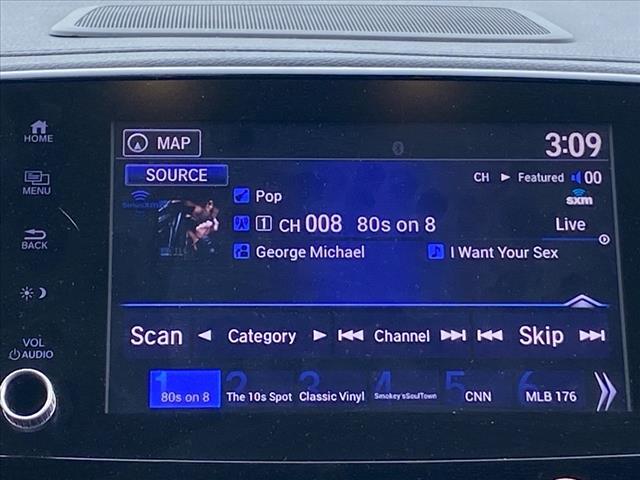 HOME
MENU
BACK
VOL
AUDIO
MAP
3:09
SOURCE
CH ► Featured 00
SiriusXM
Pop
sxm
1 CH 008 80s on 8
Live
George Michael
I Want Your Sex
Scan ◄ Category ► Channel Skip
1 80s on 8
2 The 10s Spot
3 Classic Vinyl
4 Smokey'sSoulTown
5 CNN
6 MLB 176